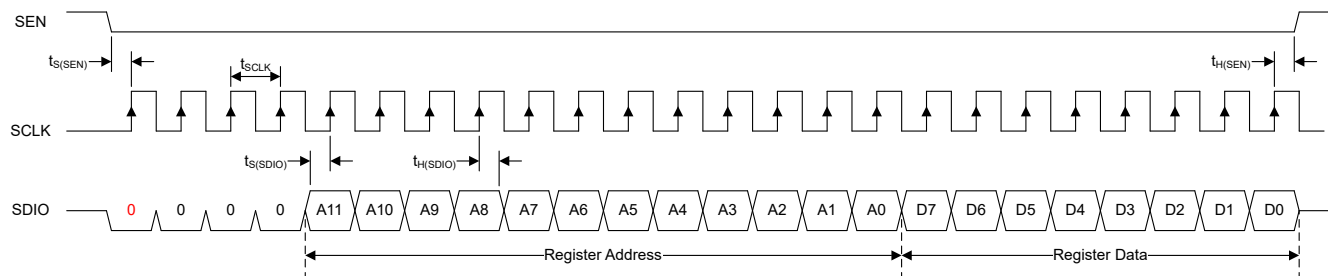 SEN
tS(SEN)
tSCLK
tH(SEN)
SCLK
tS(SDIO)
tH(SDIO)
SDIO 0 0 0 0 A11 A10 A9 A8 A7 A6 A5 A4 A3 A2 A1 A0 D7 D6 D5 D4 D3 D2 D1 D0
Register Address Register Data